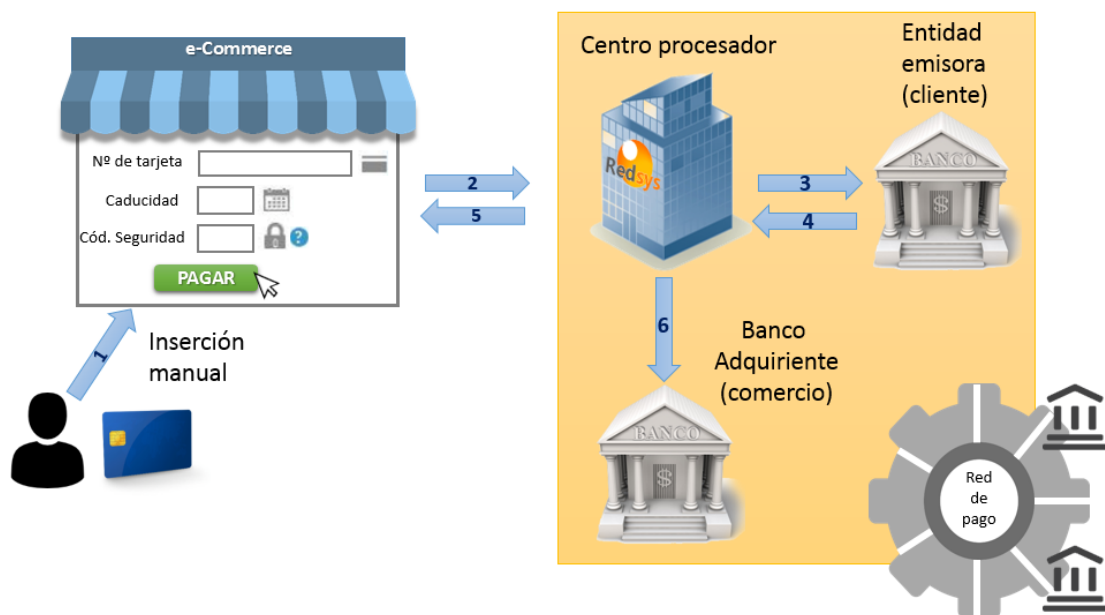 e-Commerce
Nº de tarjeta
Caducidad
Cód. Seguridad
?
PAGAR
1
Inserción
manual
2
5
Centro procesador
Redsys
3
4
Entidad
emisora
(cliente)
BANCO
$
6
Banco
Adquiriente
(comercio)
BANCO
$
Red
de
pago